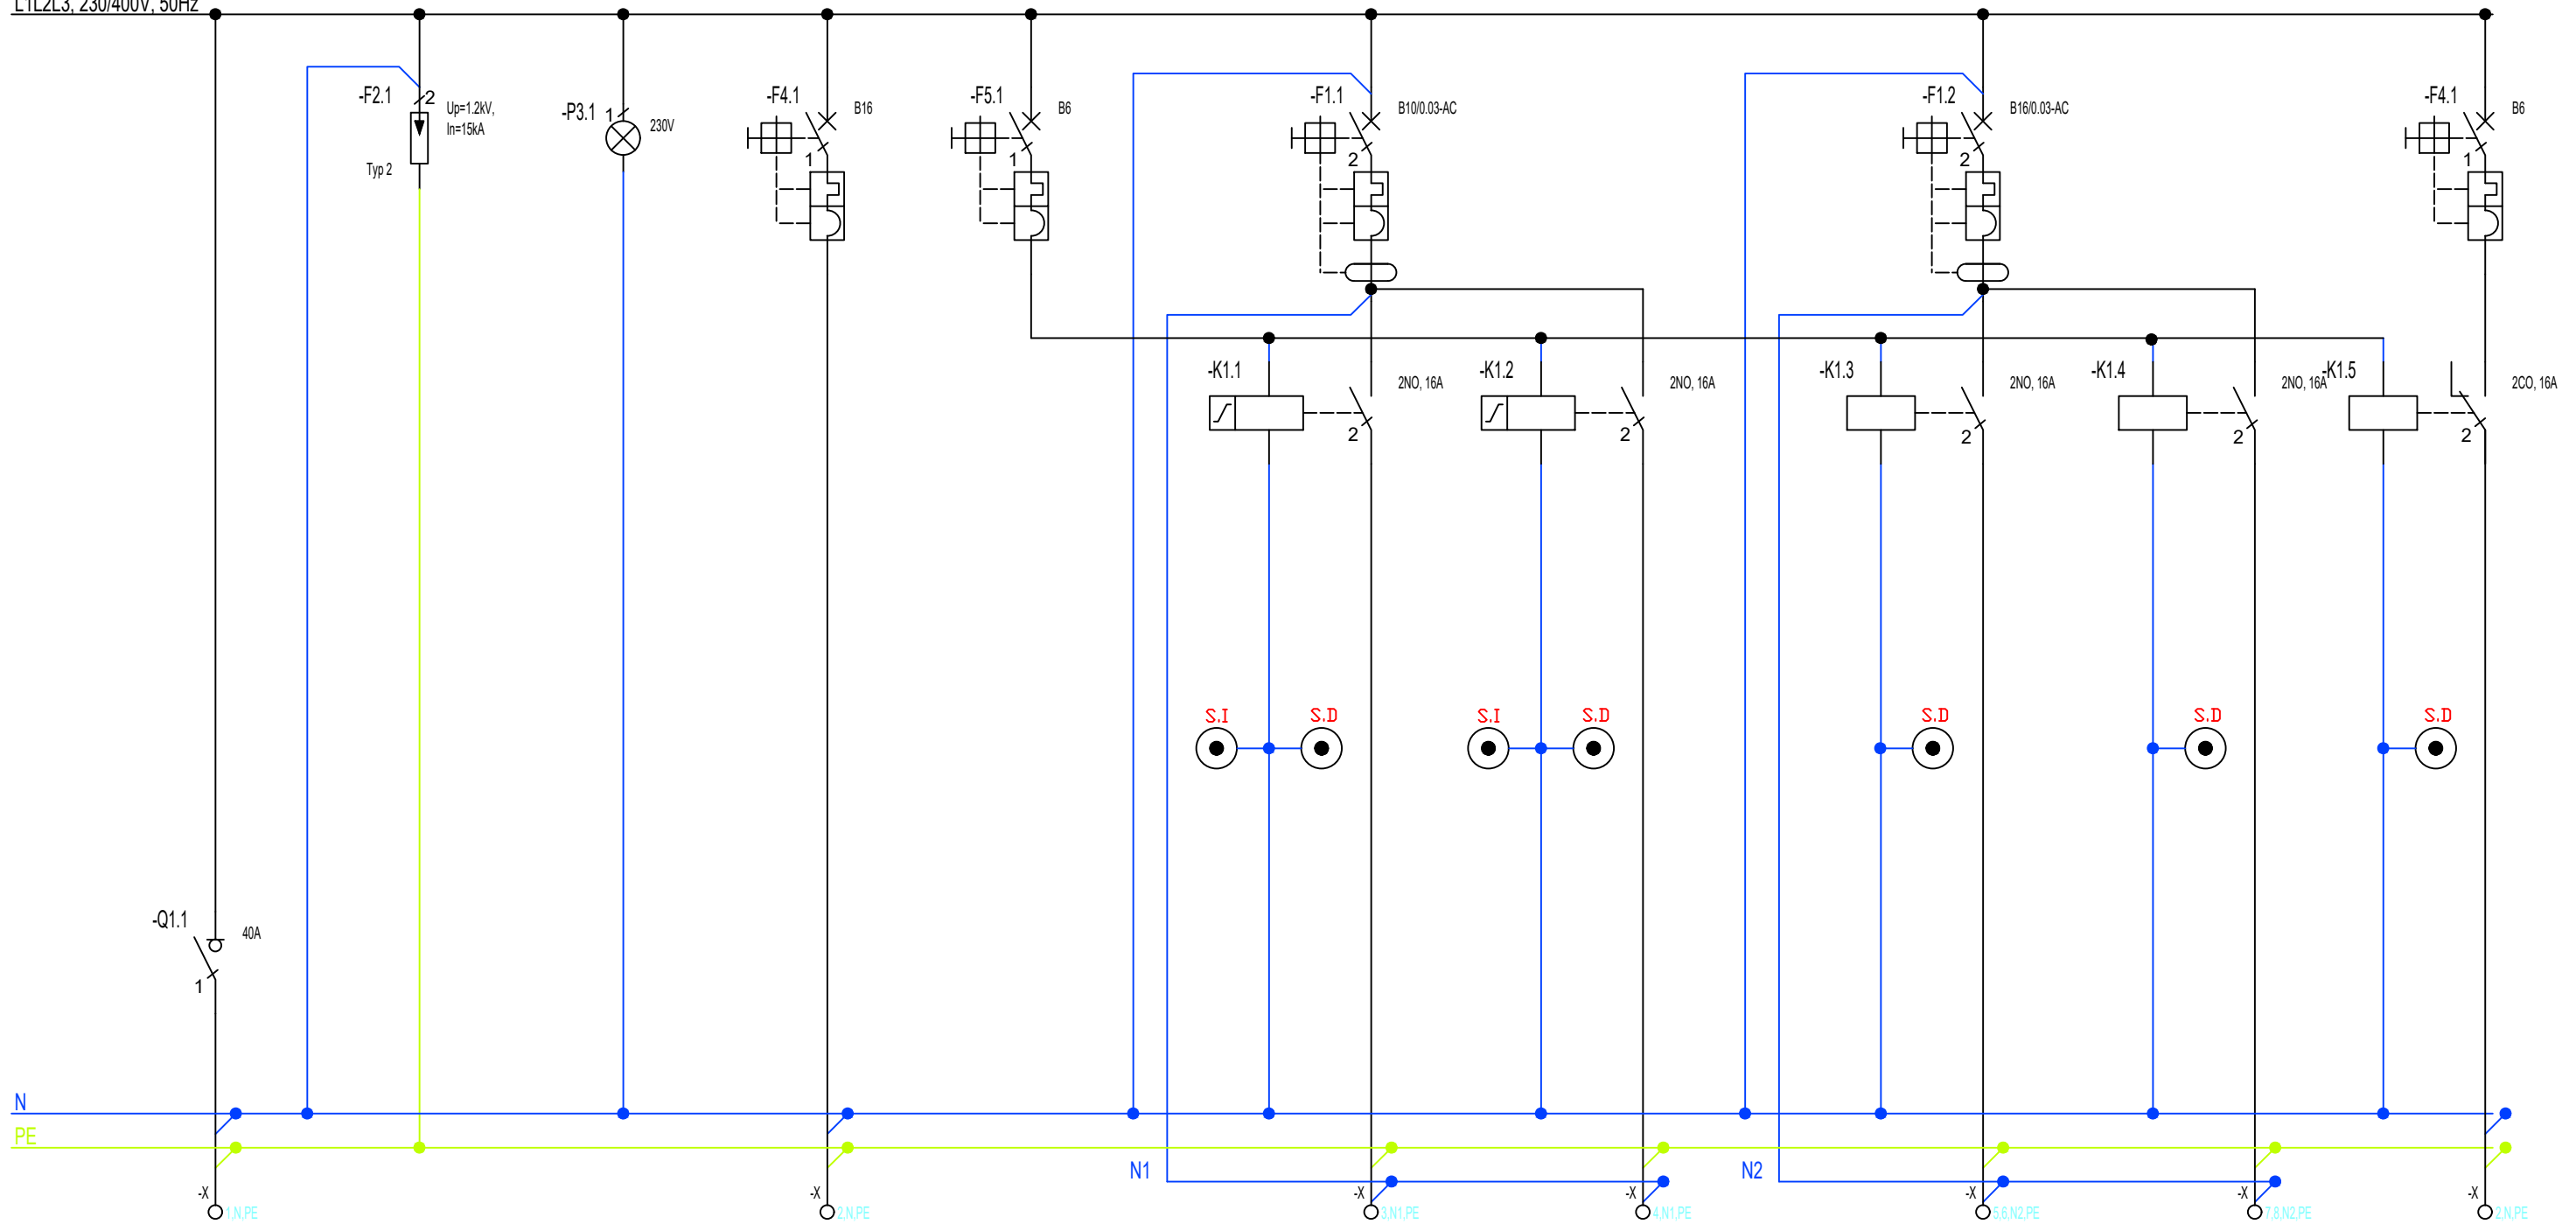 L1L2L3, 230/400V, 50Hz
-F2.1
2
Up=1.2kV,
In=15kA
Typ 2
-P3.1
1
230V
-F4.1
B16
1
-F5.1
B6
1
-F1.1
B10/0.03-AC
2
-F1.2
B16/0.03-AC
2
-F4.1
B6
1
-K1.1
2NO, 16A
2
-K1.2
2NO, 16A
2
-K1.3
2NO, 16A
2
-K1.4
2NO, 16A
2
-K1.5
2CO, 16A
2
S.I
S.D
S.I
S.D
S.D
S.D
S.D
-Q1.1
40A
1
N
PE
N1
N2
-X
1,N,PE
-X
2,N,PE
-X
3,N1,PE
-X
4,N1,PE
-X
5,6,N2,PE
-X
7,8,N2,PE
-X
2,N,PE